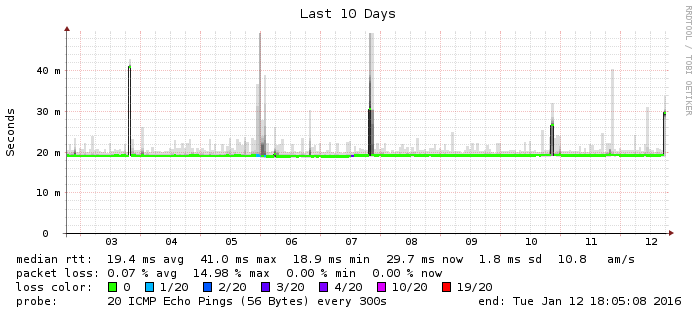 Last 10 Days
RRDTOOL / TOBI OETIKER
Seconds
40 m
30 m
20 m
10 m
0
03 04 05 06 07 08 09 10 11 12
median rtt: 19.4 ms avg 41.0 ms max 18.9 ms min 29.7 ms now 1.8 ms sd 10.8 am/s
packet loss: 0.07 % avg 14.98 % max 0.00 % min 0.00 % now
loss color: 0 1/20 2/20 3/20 4/20 10/20 19/20
probe: 20 ICMP Echo Pings (56 Bytes) every 300s end: Tue Jan 12 18:05:08 2016